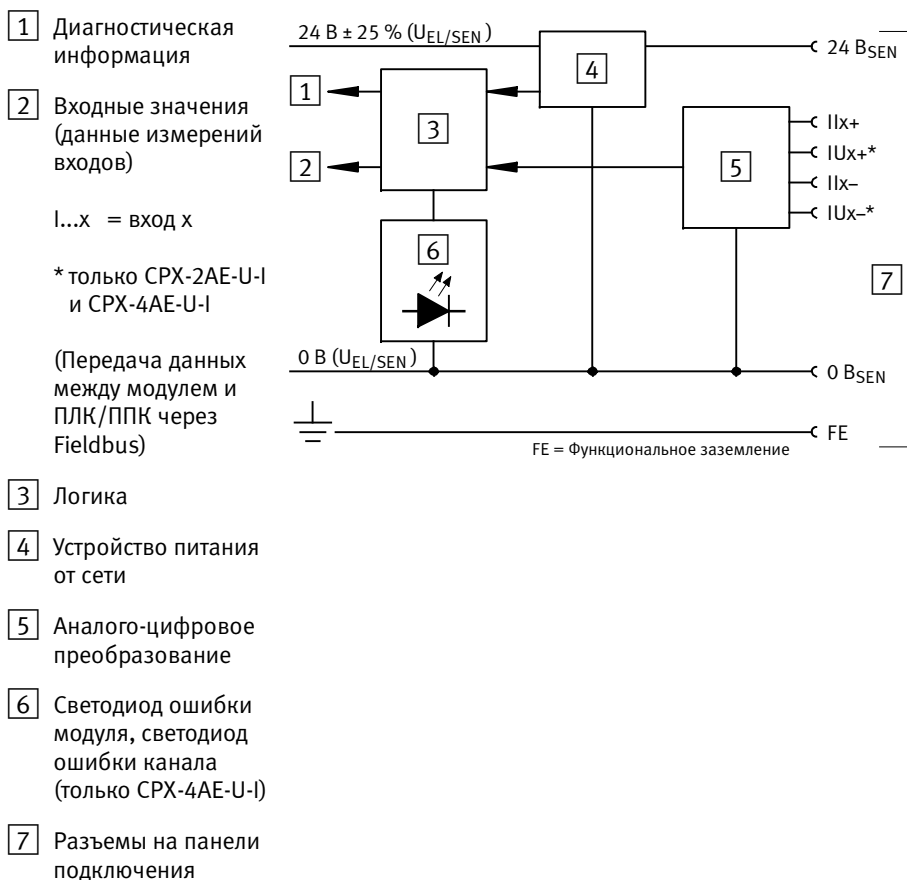 1 Диагностическая
информация
2 Входные значения
(данные измерений
входов)
I...x = вход x
* только CPX-2AE-U-I
и CPX-4AE-U-I
(Передача данных
между модулем и
ПЛК/ППК через
Fieldbus)
3 Логика
4 Устройство питания
от сети
5 Аналого-цифровое
преобразование
6 Светодиод ошибки
модуля, светодиод
ошибки канала
(только CPX-4AE-U-I)
7 Разъемы на панели
подключения
24 В ± 25 % (UEL/SEN)
4
24 ВSEN
1
3
2
5
IIx+
IUx+*
IIx–
IUx–*
6
7
0 В (UEL/SEN)
0 ВSEN
FE
FE = Функциональное заземление